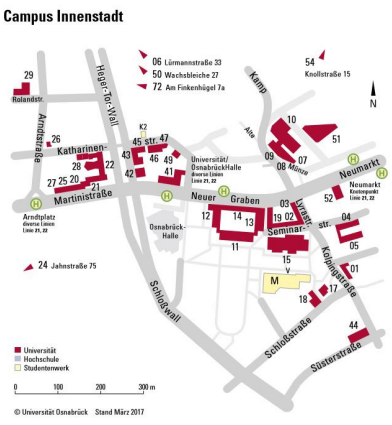 Campus Innenstadt
06 Lürmannstraße 33
50 Wachsbleiche 27
72 Am Finkenhügel 7a
54
Knollstraße 15
N
29
Rolandstr.
Arndtstraße
Heger-Tor-Wall
Kamp
K2
26
Katharinen-
45 str. 47
43
46
49
42
41
28
22
27 25
20
21
Alte
Münze
10
51
09
08
07
Universität/
OsnabrückHalle
diverse Linien
Linie 21, 22
H
Neumarkt
H
Neumarkt
Knotenpunkt
Linie 21, 22
52
H
Arndtplatz
diverse Linien
Linie 21, 22
Martinistraße
H
Neuer Graben
H
12
14
13
11
19
03
02
Lyrastr.
Seminar-
str.
04
05
Osnabrück-
Halle
15
V
M
01
17
18
Kolpingstraße
24 Jahnstraße 75
Schloßwall
Schloßstraße
Süsterstraße
44
Universität
Hochschule
Studentenwerk
0 100 200 300 m
© Universität Osnabrück Stand März 2017